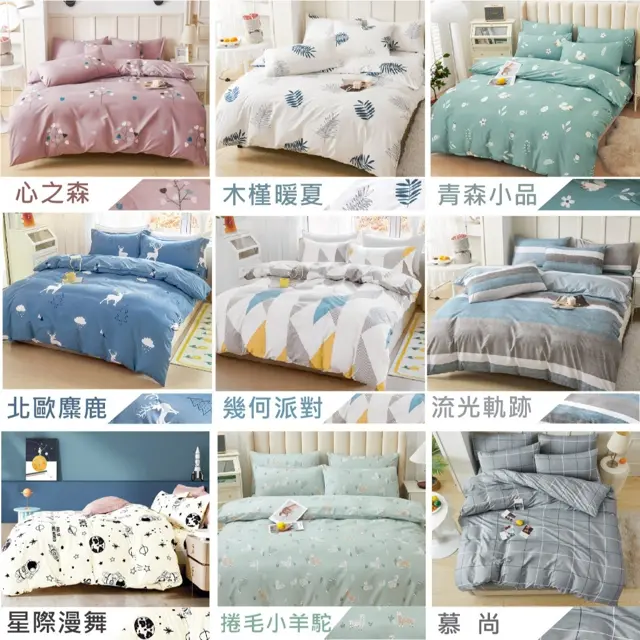 心之森
木槿暖夏
青森小品
北歐麋鹿
幾何派對
流光軌跡
星際漫舞
捲毛小羊駝
慕尚